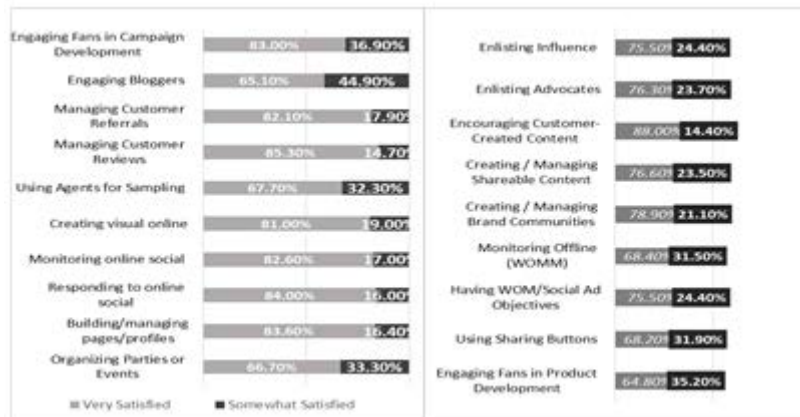 Engaging Fans in Campaign
Development
83.00% 36.90%
Engaging Bloggers
65.10% 44.90%
Managing Customer
Referrals
82.10% 17.90%
Managing Customer
Reviews
85.30% 14.70%
Using Agents for Sampling
67.70% 32.30%
Creating visual online
81.00% 19.00%
Monitoring online social
82.60% 17.00%
Responding to online
social
84.00% 16.00%
Building/managing
pages/profiles
83.60% 16.40%
Organizing Parties or
Events
66.70% 33.30%
Very Satisfied Somewhat Satisfied
Enlisting Influence
75.50% 24.40%
Enlisting Advocates
76.30% 23.70%
Encouraging Customer-
Created Content
88.00% 14.40%
Creating / Managing
Shareable Content
76.60% 23.50%
Creating / Managing
Brand Communities
78.90% 21.10%
Monitoring Offline
(WOMM)
68.40% 31.50%
Having WOM/Social Ad
Objectives
75.50% 24.40%
Using Sharing Buttons
68.20% 31.90%
Engaging Fans in Product
Development
64.80% 35.20%